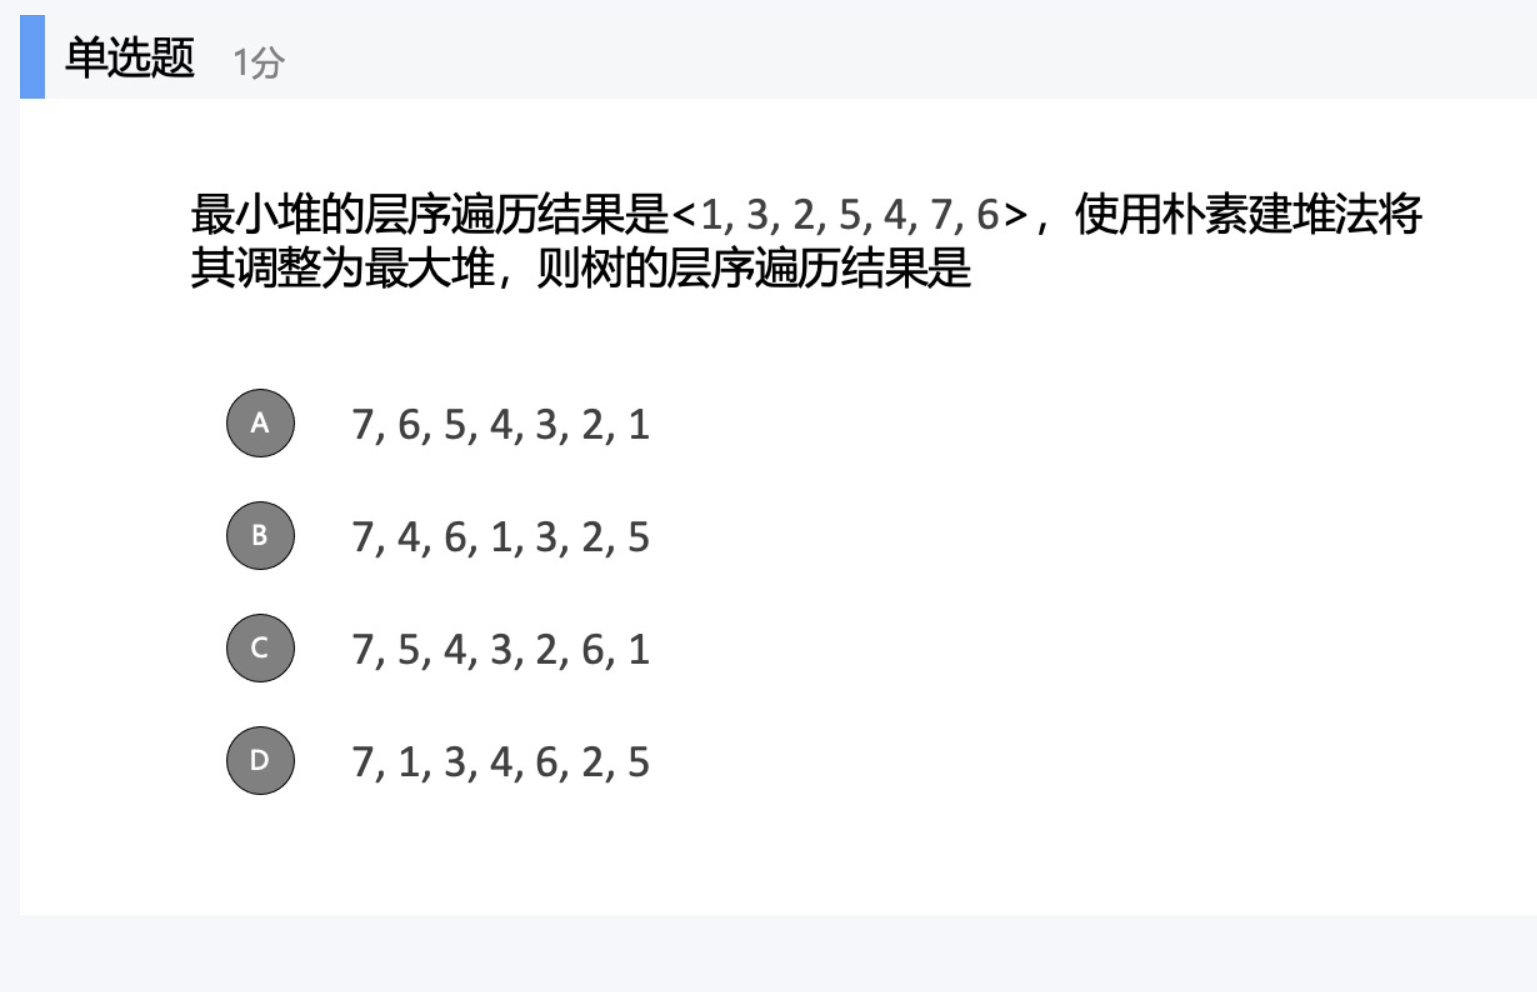 单选题 1分
最小堆的层序遍历结果是<1, 3, 2, 5, 4, 7, 6>，使用朴素建堆法将
其调整为最大堆，则树的层序遍历结果是
A 7, 6, 5, 4, 3, 2, 1
B 7, 4, 6, 1, 3, 2, 5
C 7, 5, 4, 3, 2, 6, 1
D 7, 1, 3, 4, 6, 2, 5